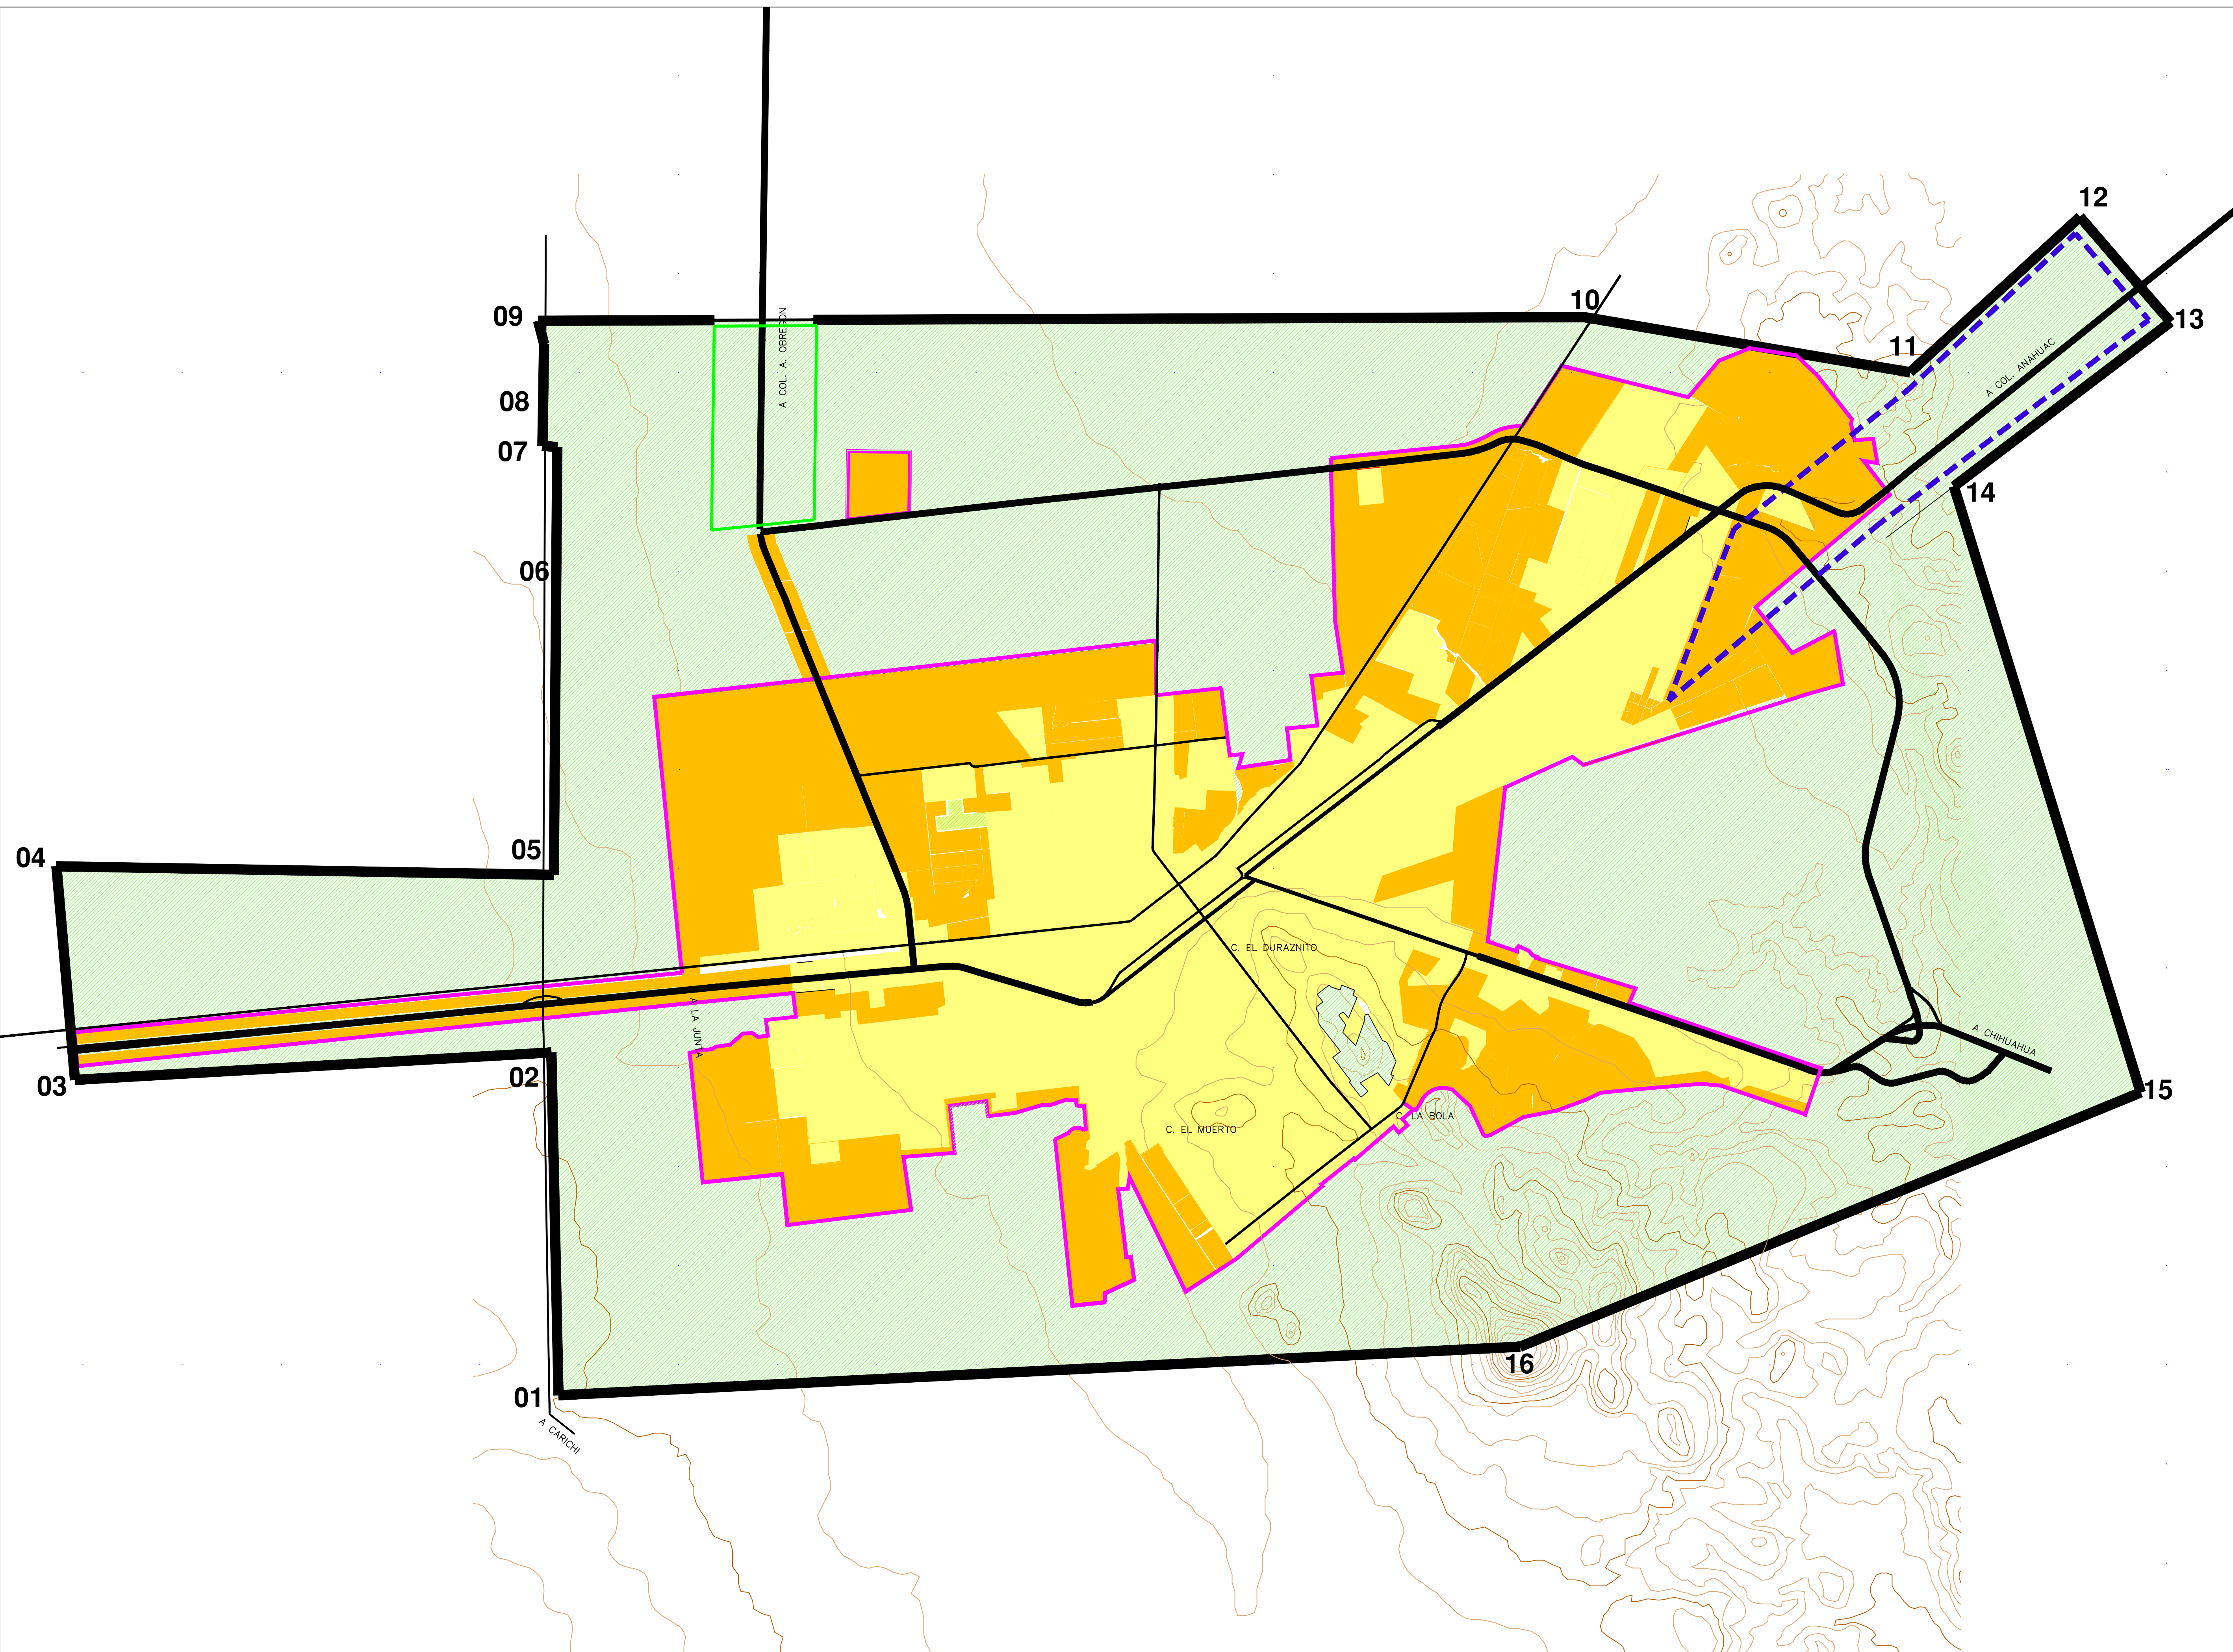 12
10
09
13
11
A COL. A. OBREGON
A COL. ANAHUAC
08
07
14
06
05
04
C. EL DURAZNITO
A LA JUNTA
A CHIHUAHUA
02
03
15
C. LA BOLA
C. EL MUERTO
16
01
A CARICHI